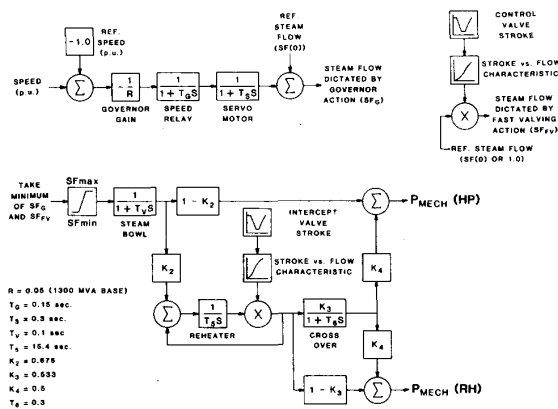 REF.
SPEED
(p.u.)
-1.0
SPEED
(p.u.)
Σ
- 1/R
GOVERNOR
GAIN
1
1 + T_G S
SPEED
RELAY
1
1 + T_S S
SERVO
MOTOR
REF.
STEAM
FLOW
(SF(0))
Σ
STEAM FLOW
DICTATED BY
GOVERNOR
ACTION (SF_G)
CONTROL
VALVE
STROKE
STROKE vs. FLOW
CHARACTERISTIC
X
STEAM FLOW
DICTATED BY
FAST VALVING
ACTION (SF_FV)
REF. STEAM FLOW
(SF(0) OR 1.0)
TAKE
MINIMUM
OF SF_G
AND SF_FV
SFmax
SFmin
1
1 + T_V S
STEAM
BOWL
1 - K_2
Σ
P_MECH (HP)
INTERCEPT
VALVE
STROKE
STROKE vs. FLOW
CHARACTERISTIC
K_2
K_4
Σ
1
T_5 S
REHEATER
X
K_3
1 + T_6 S
CROSS
OVER
K_4
1 - K_3
Σ
P_MECH (RH)
R = 0.05 (1300 MVA BASE)
T_G = 0.15 sec.
T_S = 0.3 sec.
T_V = 0.1 sec.
T_5 = 15.4 sec.
K_2 = 0.675
K_3 = 0.533
K_4 = 0.5
T_6 = 0.3